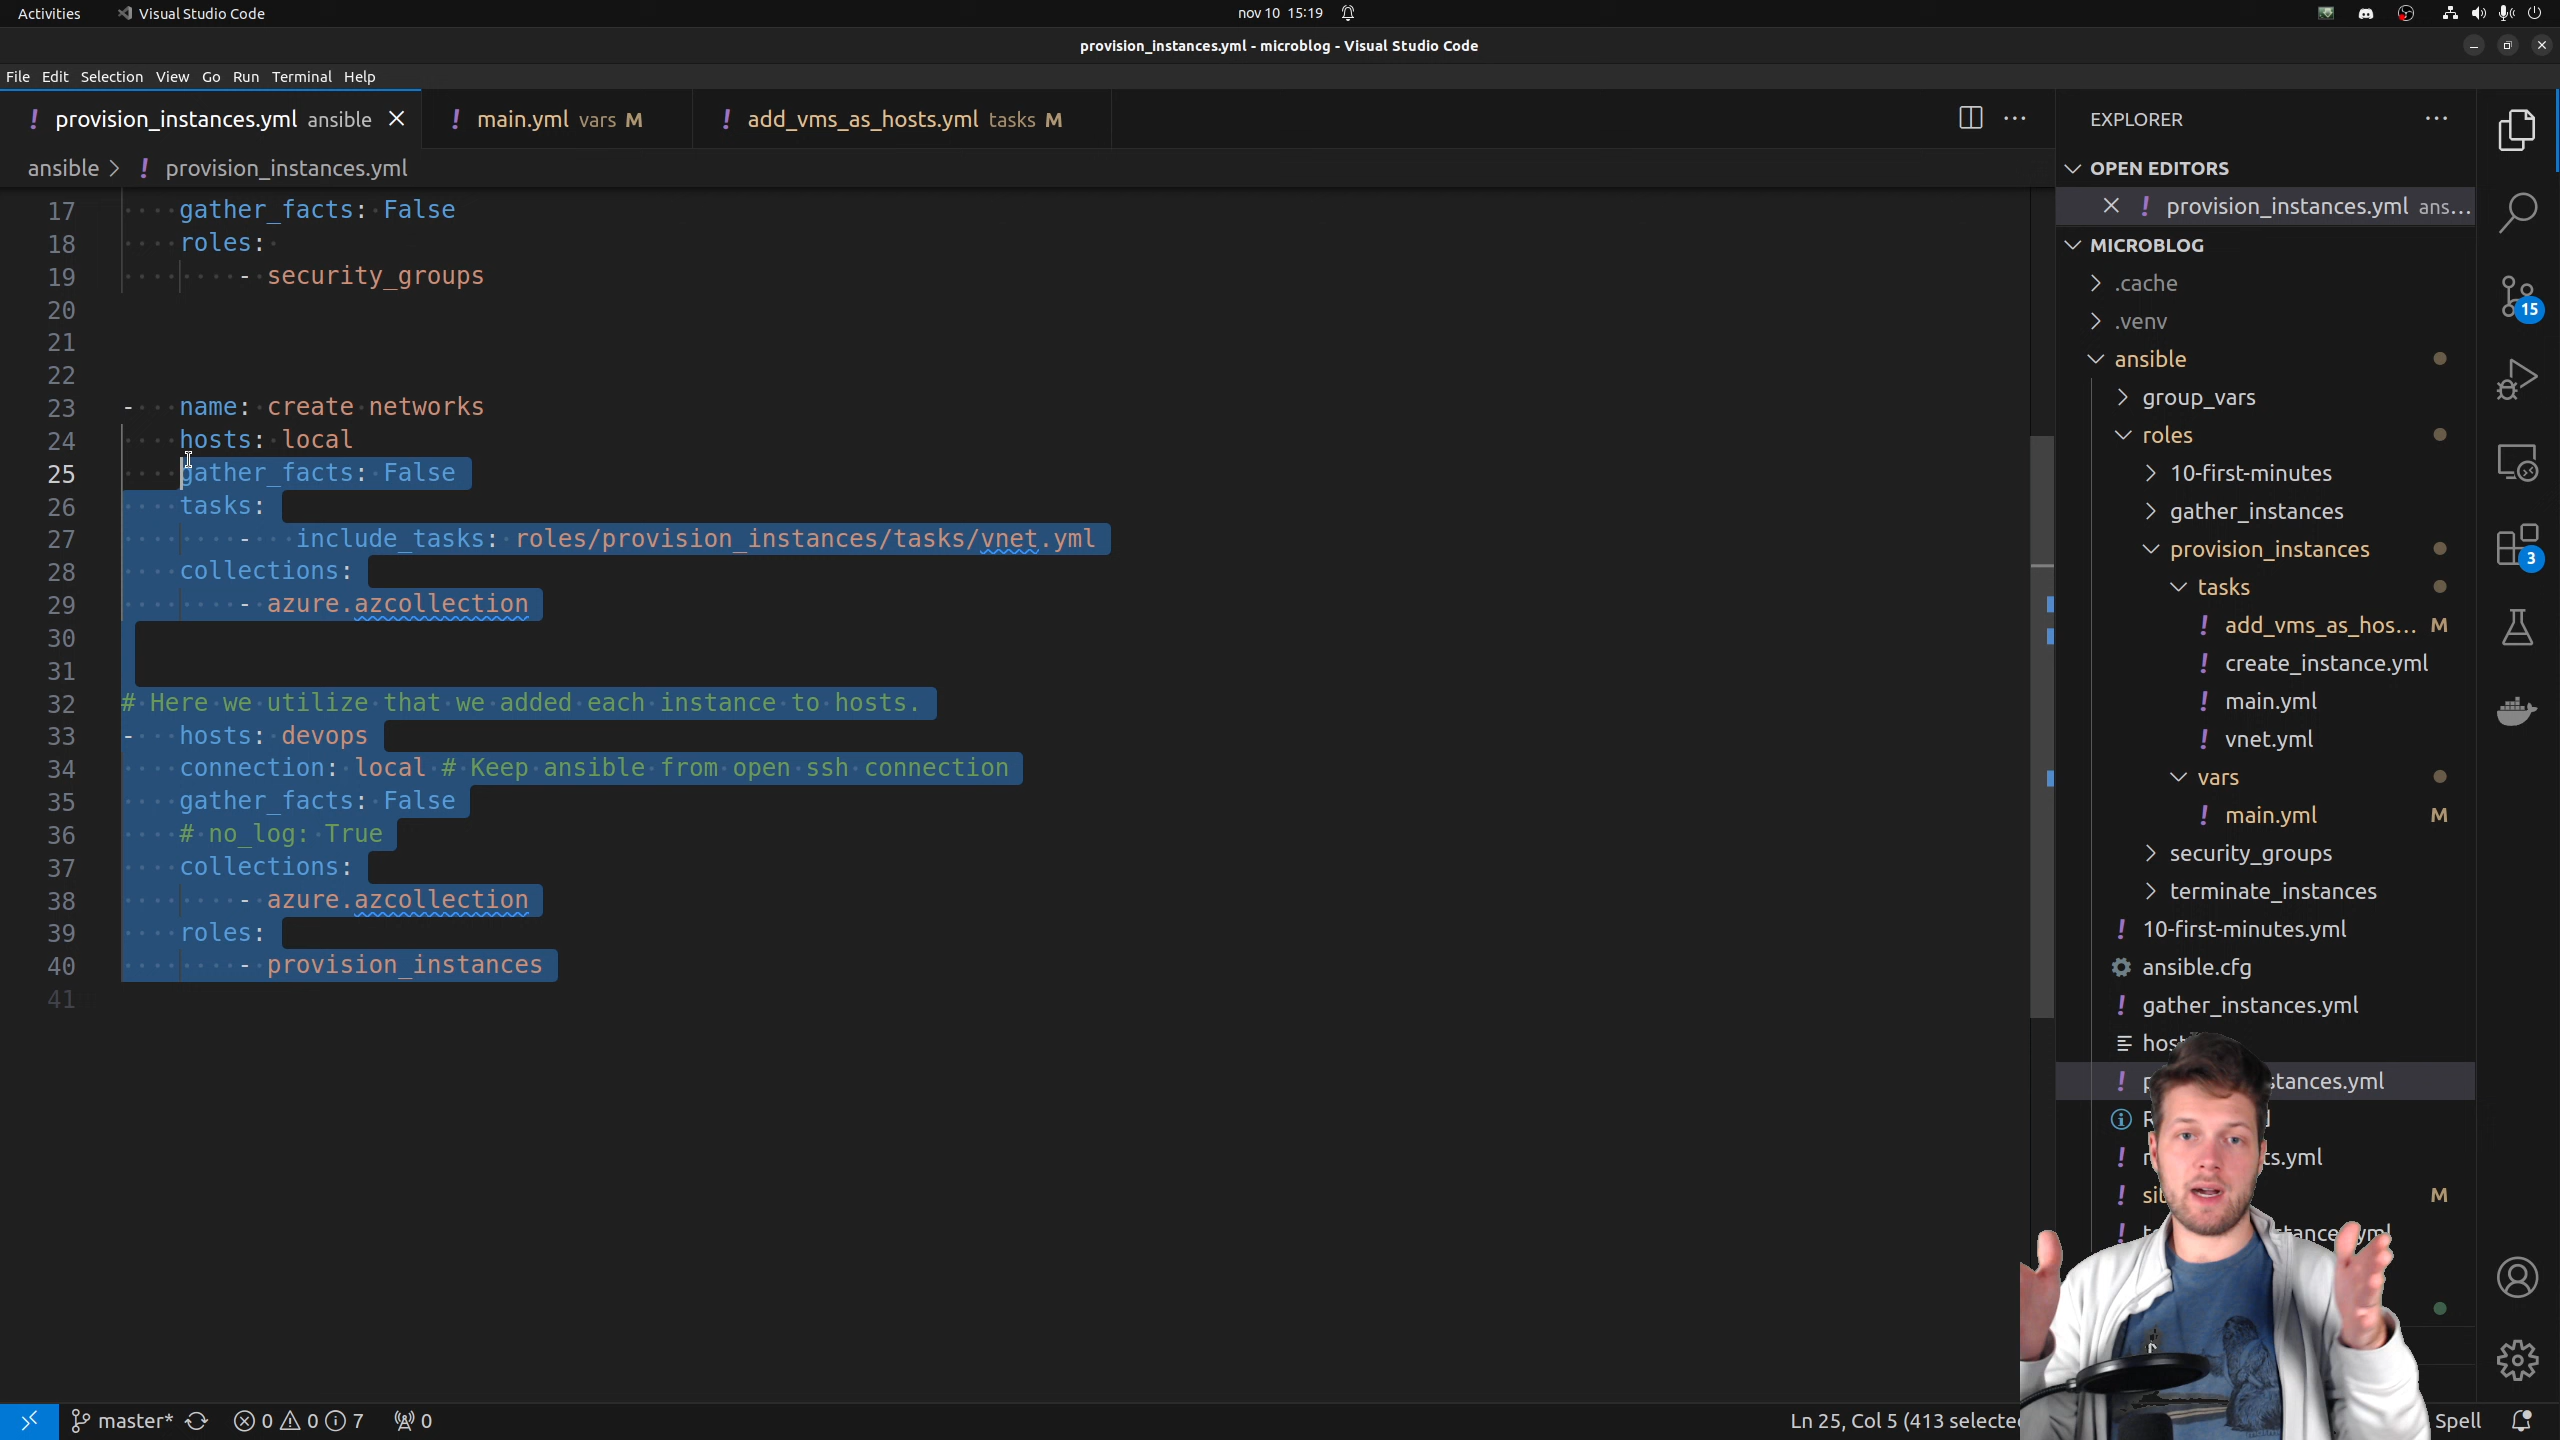 Activities Visual Studio Code nov 10 15:19
provision_instances.yml - microblog - Visual Studio Code
File Edit Selection View Go Run Terminal Help
provision_instances.yml ansible main.yml vars M add_vms_as_hosts.yml tasks M
ansible > provision_instances.yml
17 gather_facts: False
18 roles:
19 - security_groups
20
21
22
23 - name: create networks
24 hosts: local
25 gather_facts: False
26 tasks:
27 - include_tasks: roles/provision_instances/tasks/vnet.yml
28 collections:
29 - azure.azcollection
30
31
32 # Here we utilize that we added each instance to hosts.
33 - hosts: devops
34 connection: local # Keep ansible from open ssh connection
35 gather_facts: False
36 # no_log: True
37 collections:
38 - azure.azcollection
39 roles:
40 - provision_instances
41
EXPLORER
OPEN EDITORS
provision_instances.yml ans...
MICROBLOG
.cache
.venv
ansible
group_vars
roles
10-first-minutes
gather_instances
provision_instances
tasks
add_vms_as_hos... M
create_instance.yml
main.yml
vnet.yml
vars
main.yml M
security_groups
terminate_instances
10-first-minutes.yml
ansible.cfg
gather_instances.yml
M
15
3
master* 0 0 7 0 Ln 25, Col 5 (413 selected Spell